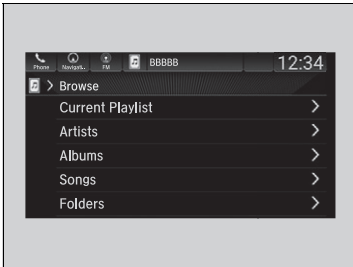 Phone Navigati.. FM BBBBB 12:34
Browse
Current Playlist
Artists
Albums
Songs
Folders